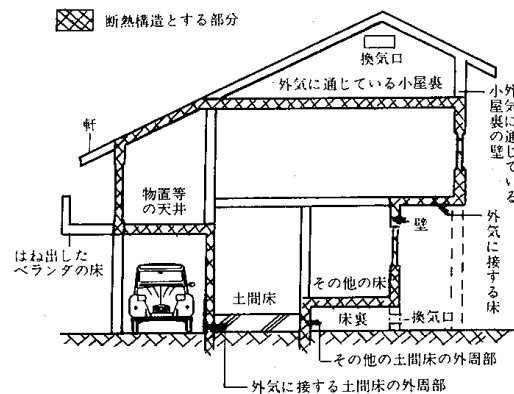 断熱構造とする部分
換気口
外気に通じている小屋裏
外気に通じている
小屋裏の壁
軒
物置等
の天井
壁
外気に接する床
はね出した
ベランダの床
土間床
その他の床
床裏
換気口
その他の土間床の外周部
外気に接する土間床の外周部